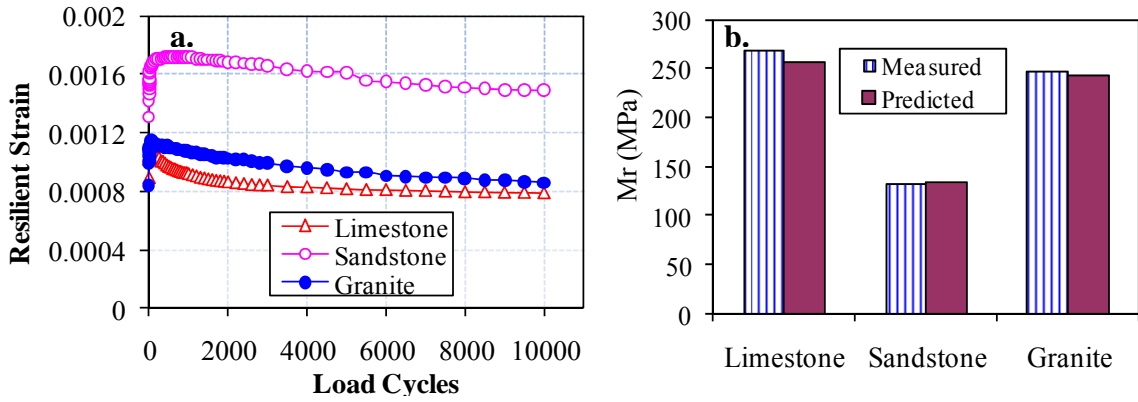 a.
Resilient Strain
0.002
0.0016
0.0012
0.0008
0.0004
0
Limestone
Sandstone
Granite
0 2000 4000 6000 8000 10000
Load Cycles
b.
Mr (MPa)
300
250
200
150
100
50
0
Measured
Predicted
Limestone Sandstone Granite